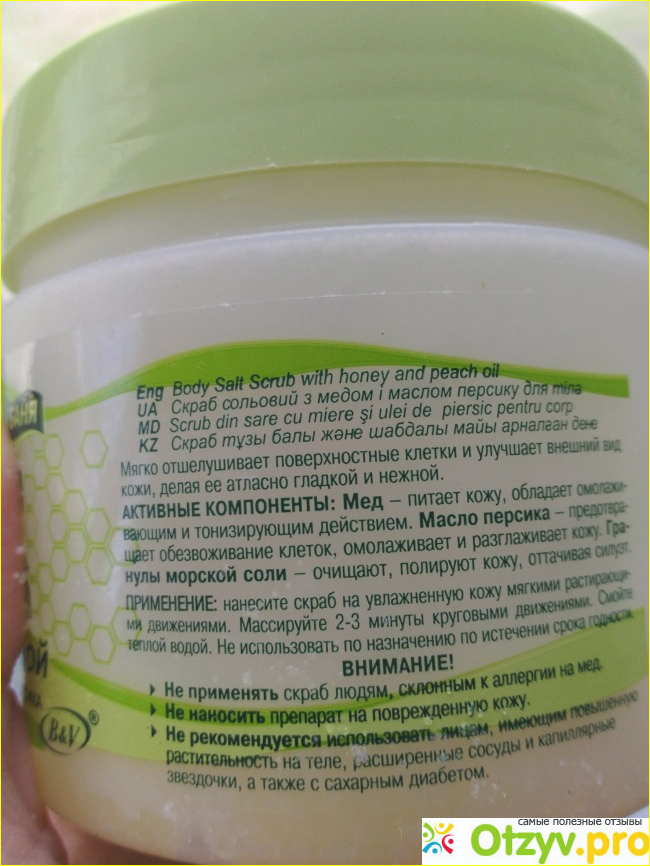 Eng Body Salt Scrub with honey and peach oil
UA Скраб сольовий з медом і маслом персику для тіла
MD Scrub din sare cu miere şi ulei de piersic pentru corp
KZ Скраб тұзы балы және шабдалы майы арналған дене
Мягко отшелушивает поверхностные клетки и улучшает внешний вид
кожи, делая ее атласно гладкой и нежной.
АКТИВНЫЕ КОМПОНЕНТЫ: Мед – питает кожу, обладает омолажи-
вающим и тонизирующим действием. Масло персика – предотвра-
щает обезвоживание клеток, омолаживает и разглаживает кожу. Гра-
нулы морской соли – очищают, полируют кожу, оттачивая силуэт.
ПРИМЕНЕНИЕ: нанесите скраб на увлажненную кожу мягкими растирающи-
ми движениями. Массируйте 2-3 минуты круговыми движениями. Смойте
теплой водой. Не использовать по назначению по истечении срока годности.
ВНИМАНИЕ!
Не применять скраб людям, склонным к аллергии на мед.
Не наносить препарат на поврежденную кожу.
Не рекомендуется использовать лицам, имеющим повышенную
растительность на теле, расширенные сосуды и капиллярные
звездочки, а также с сахарным диабетом.
АНЯ
ОЙ
B&V®
самые полезные отзывы
Otzyv.pro